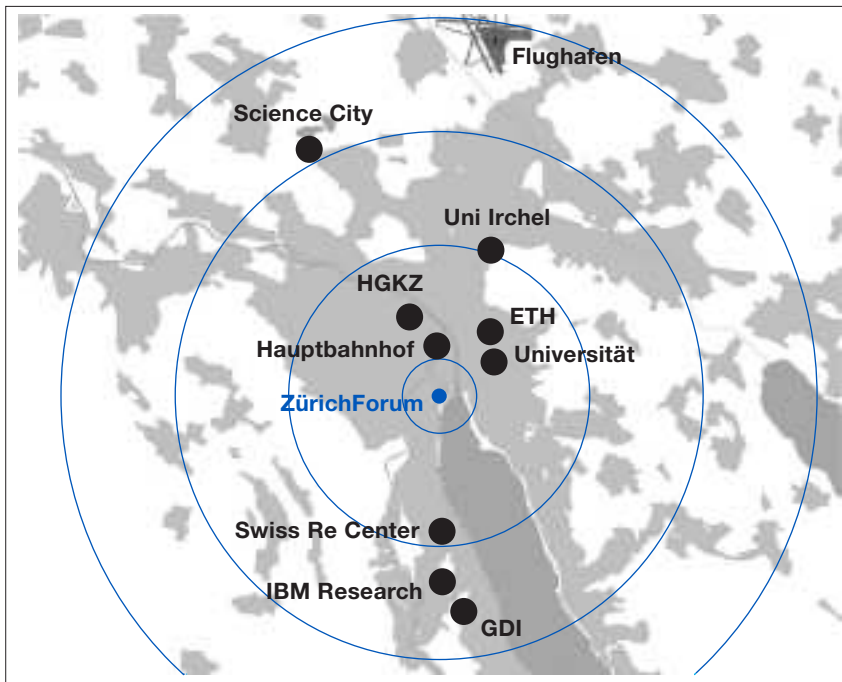 Flughafen
Science City
Uni Irchel
HGKZ
ETH
Hauptbahnhof
Universität
ZürichForum
Swiss Re Center
IBM Research
GDI